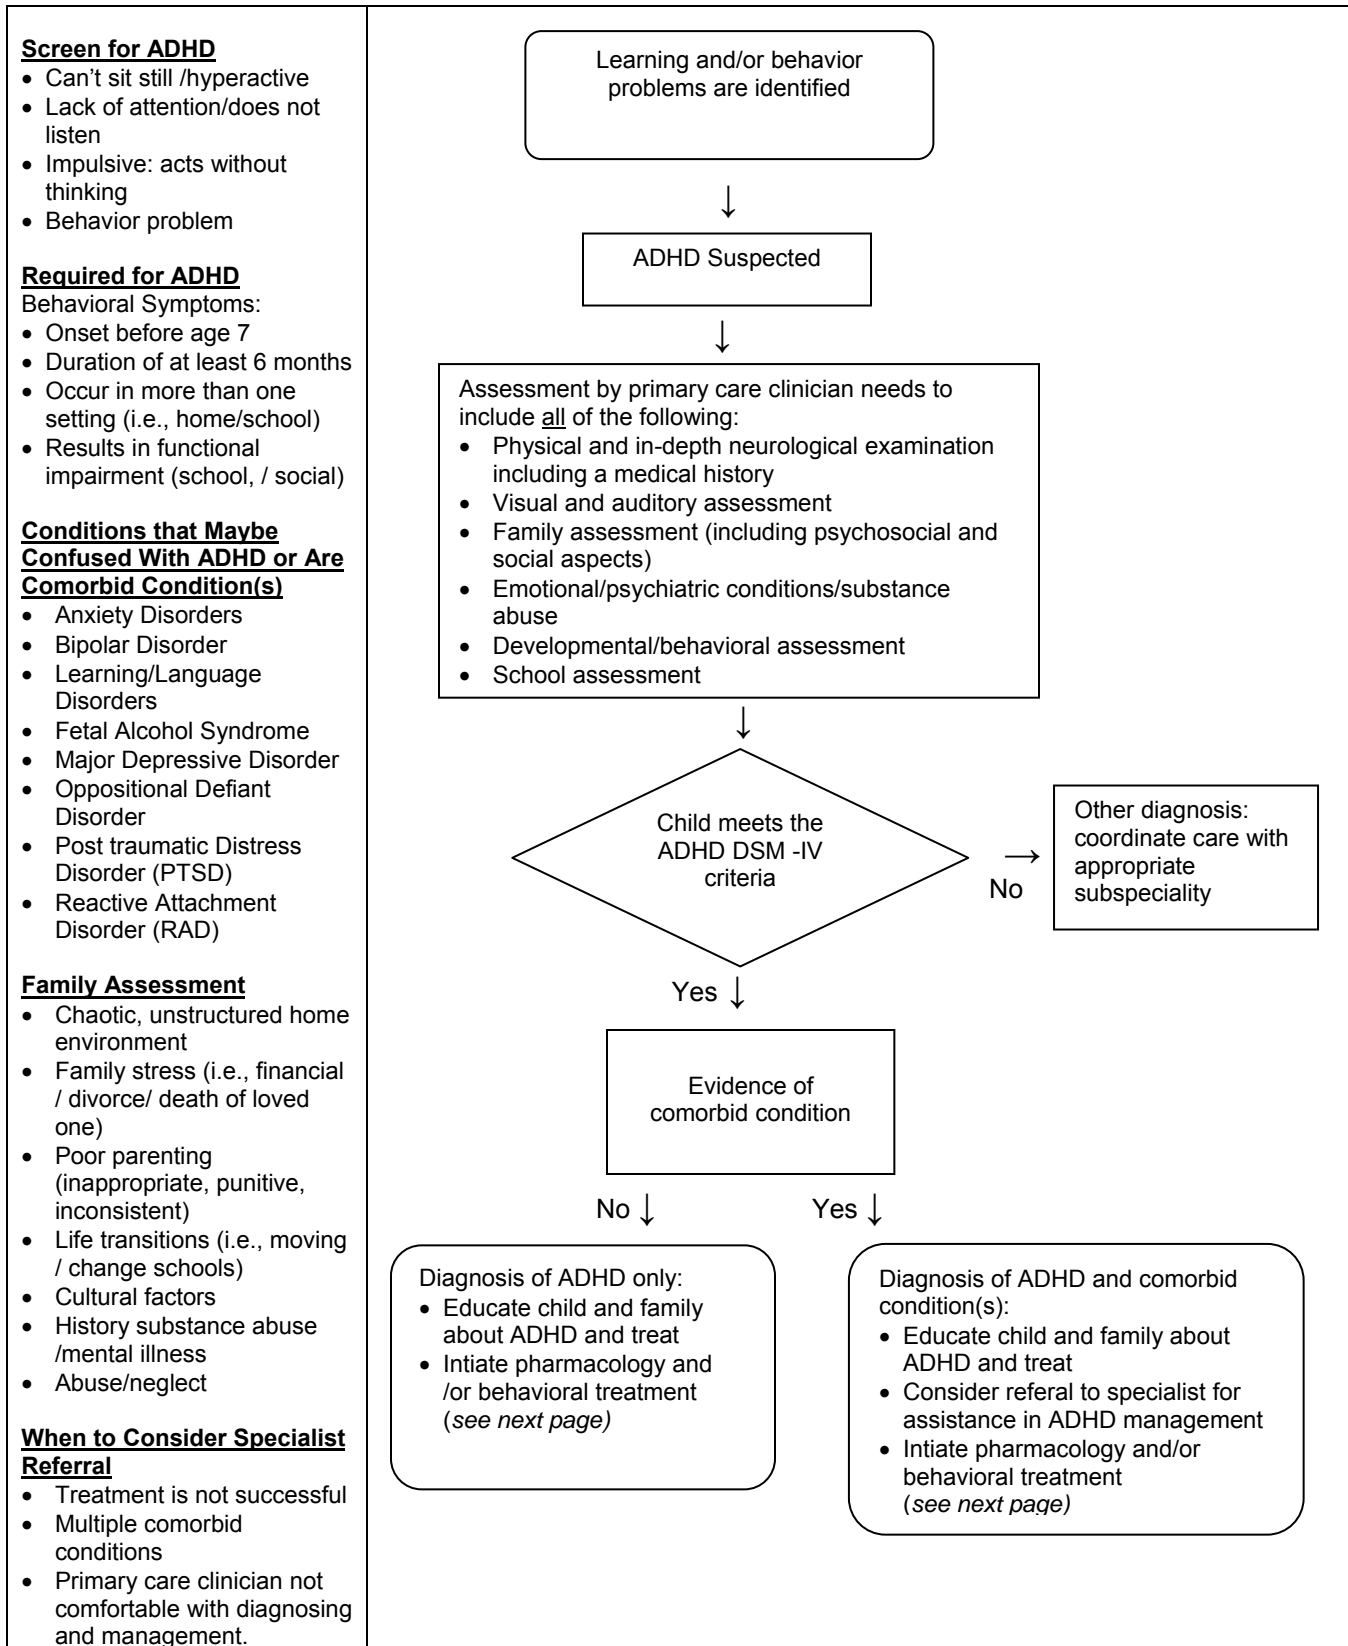 Screen for ADHD
• Can’t sit still /hyperactive
• Lack of attention/does not
listen
• Impulsive: acts without
thinking
• Behavior problem
Required for ADHD
Behavioral Symptoms:
• Onset before age 7
• Duration of at least 6 months
• Occur in more than one
setting (i.e., home/school)
• Results in functional
impairment (school, / social)
Conditions that Maybe
Confused With ADHD or Are
Comorbid Condition(s)
• Anxiety Disorders
• Bipolar Disorder
• Learning/Language
Disorders
• Fetal Alcohol Syndrome
• Major Depressive Disorder
• Oppositional Defiant
Disorder
• Post traumatic Distress
Disorder (PTSD)
• Reactive Attachment
Disorder (RAD)
Family Assessment
• Chaotic, unstructured home
environment
• Family stress (i.e., financial
/ divorce/ death of loved
one)
• Poor parenting
(inappropriate, punitive,
inconsistent)
• Life transitions (i.e., moving
/ change schools)
• Cultural factors
• History substance abuse
/mental illness
• Abuse/neglect
When to Consider Specialist
Referral
• Treatment is not successful
• Multiple comorbid
conditions
• Primary care clinician not
comfortable with diagnosing
and management.
Learning and/or behavior
problems are identified
↓
ADHD Suspected
↓
Assessment by primary care clinician needs to
include all of the following:
• Physical and in-depth neurological examination
including a medical history
• Visual and auditory assessment
• Family assessment (including psychosocial and
social aspects)
• Emotional/psychiatric conditions/substance
abuse
• Developmental/behavioral assessment
• School assessment
↓
Child meets the
ADHD DSM -IV
criteria
→
No
Other diagnosis:
coordinate care with
appropriate
subspeciality
Yes ↓
Evidence of
comorbid condition
No ↓
Yes ↓
Diagnosis of ADHD only:
• Educate child and family
about ADHD and treat
• Intiate pharmacology and
/or behavioral treatment
(see next page)
Diagnosis of ADHD and comorbid
condition(s):
• Educate child and family about
ADHD and treat
• Consider referal to specialist for
assistance in ADHD management
• Intiate pharmacology and/or
behavioral treatment
(see next page)